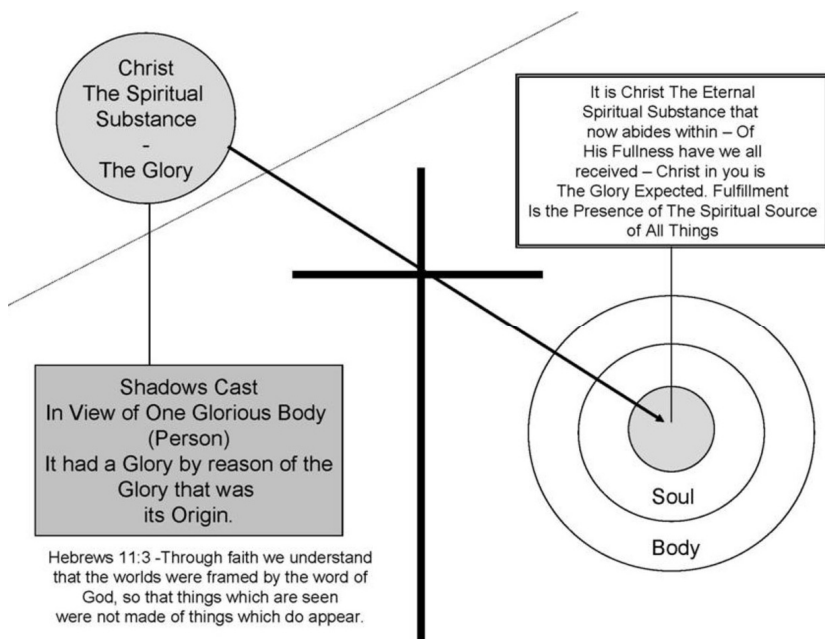 Christ
The Spiritual
Substance
-
The Glory
It is Christ The Eternal
Spiritual Substance that
now abides within – Of
His Fullness have we all
received – Christ in you is
The Glory Expected. Fulfillment
Is the Presence of The Spiritual Source
of All Things
Shadows Cast
In View of One Glorious Body
(Person)
It had a Glory by reason of the
Glory that was
its Origin.
Hebrews 11:3 -Through faith we understand
that the worlds were framed by the word of
God, so that things which are seen
were not made of things which do appear.
Soul
Body